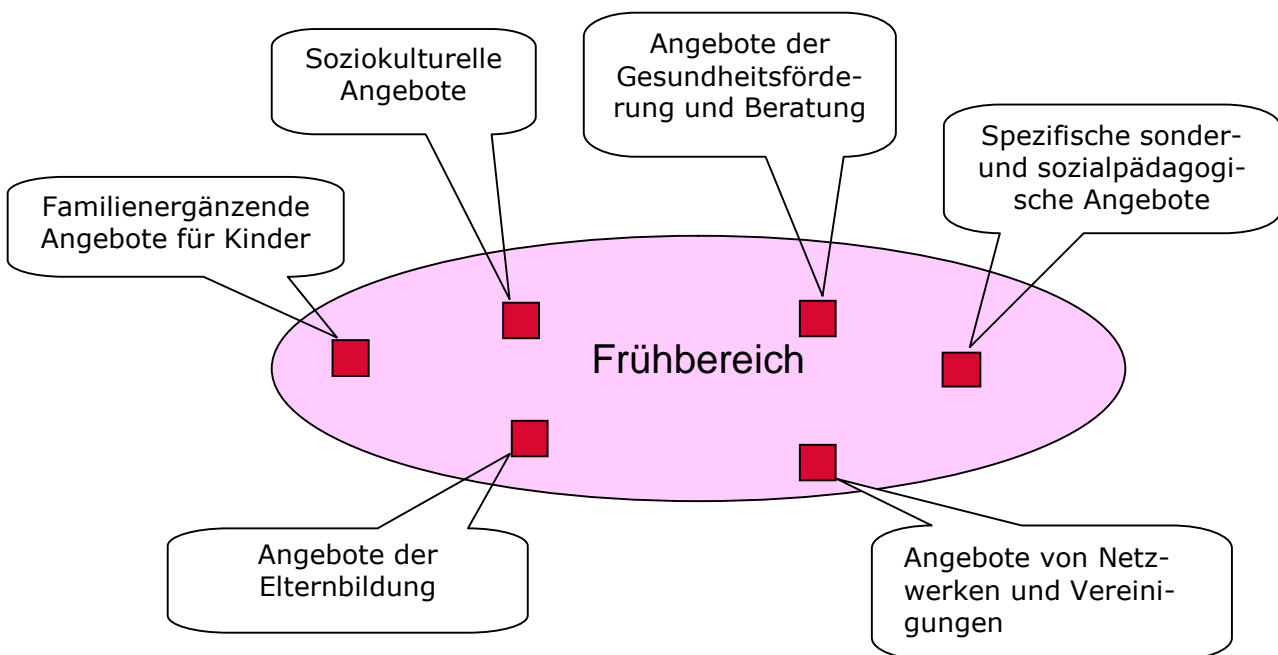 Soziokulturelle
Angebote
Angebote der
Gesundheitsförde-
rung und Beratung
Spezifische sonder-
und sozialpädagogi-
sche Angebote
Familienergänzende
Angebote für Kinder
Frühbereich
Angebote der
Elternbildung
Angebote von Netz-
werken und Vereini-
gungen